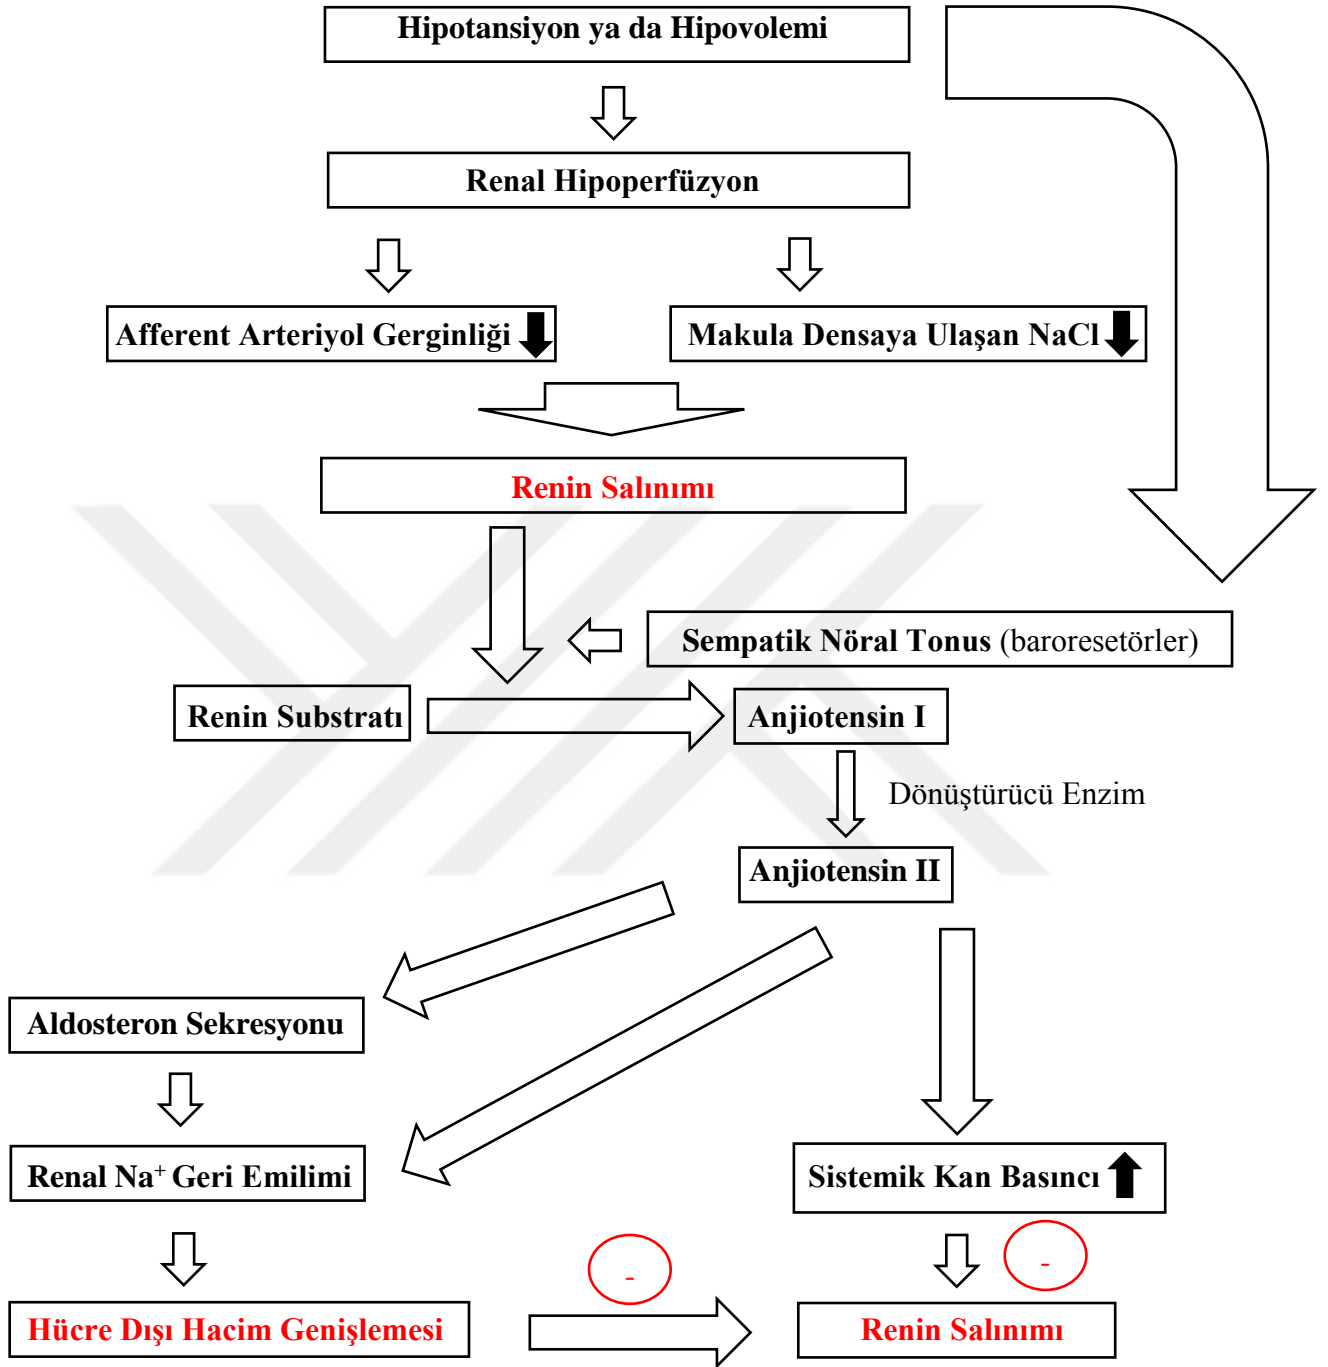 Hipotansiyon ya da Hipovolemi
Renal Hipoperfüzyon
Afferent Arteriyol Gerginliği
Makula Densaya Ulaşan NaCl
Renin Salınımı
Sempatik Nöral Tonus (baroresetörler)
Renin Substratı
Anjiotensin I
Dönüştürücü Enzim
Anjiotensin II
Aldosteron Sekresyonu
Renal Na⁺ Geri Emilimi
Sistemik Kan Basıncı
-
-
Hücre Dışı Hacim Genişlemesi
Renin Salınımı